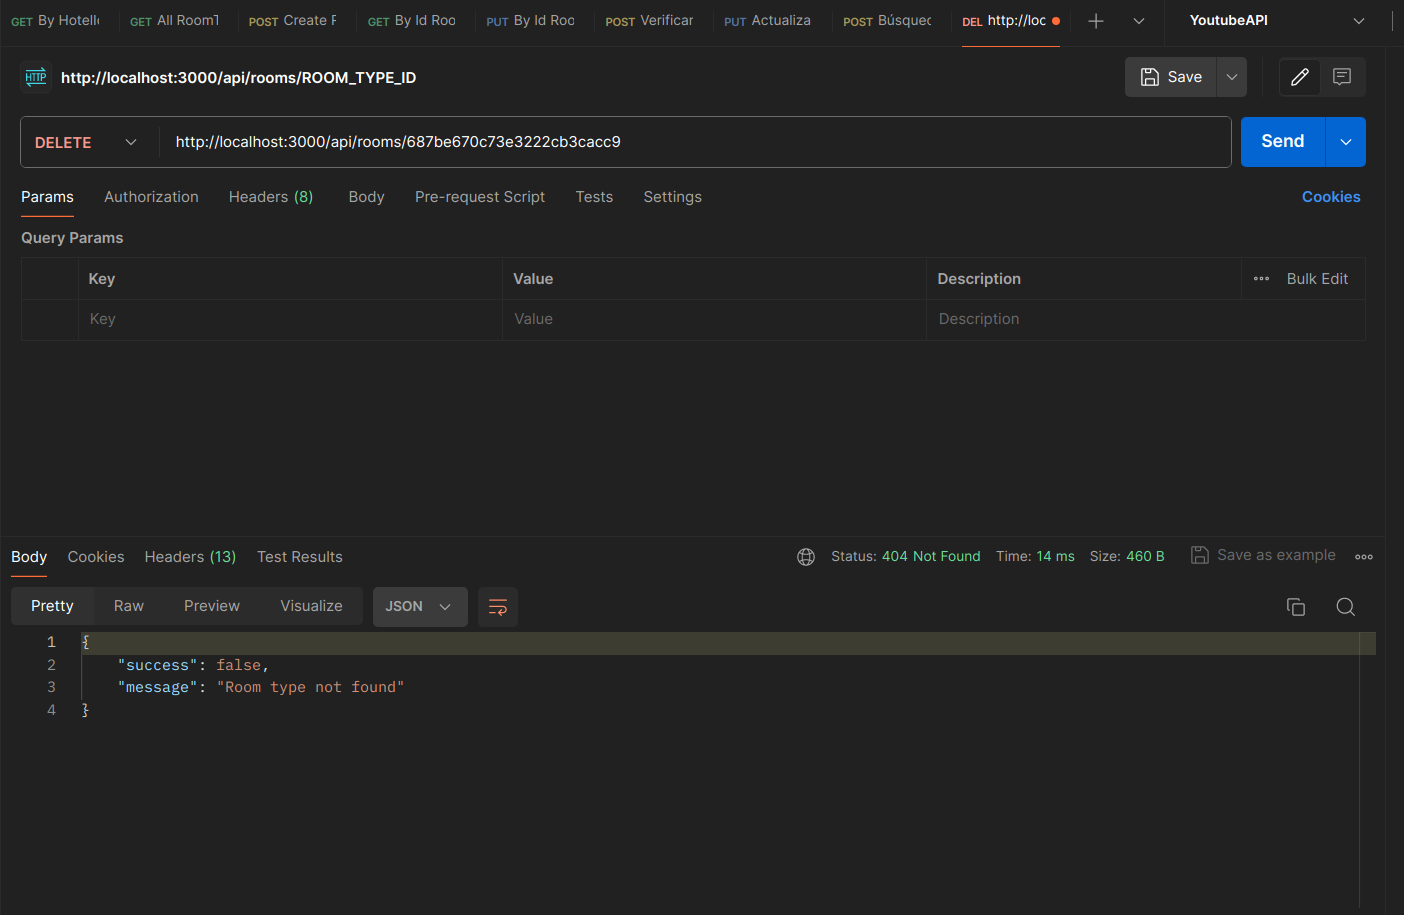 GET By Hotelle GET All RoomT POST Create GET By Id Roo PUT By Id Roo POST Verificar PUT Actualiza POST Búsquec DEL http://loc YoutubeAPI
HTTP http://localhost:3000/api/rooms/ROOM_TYPE_ID Save
DELETE http://localhost:3000/api/rooms/687be670c73e3222cb3cacc9 Send
Params Authorization Headers (8) Body Pre-request Script Tests Settings Cookies
Query Params
Key Value Description Bulk Edit
Key Value Description
Body Cookies Headers (13) Test Results Status: 404 Not Found Time: 14 ms Size: 460 B Save as example
Pretty Raw Preview Visualize JSON
1 {
2 "success": false,
3 "message": "Room type not found"
4 }